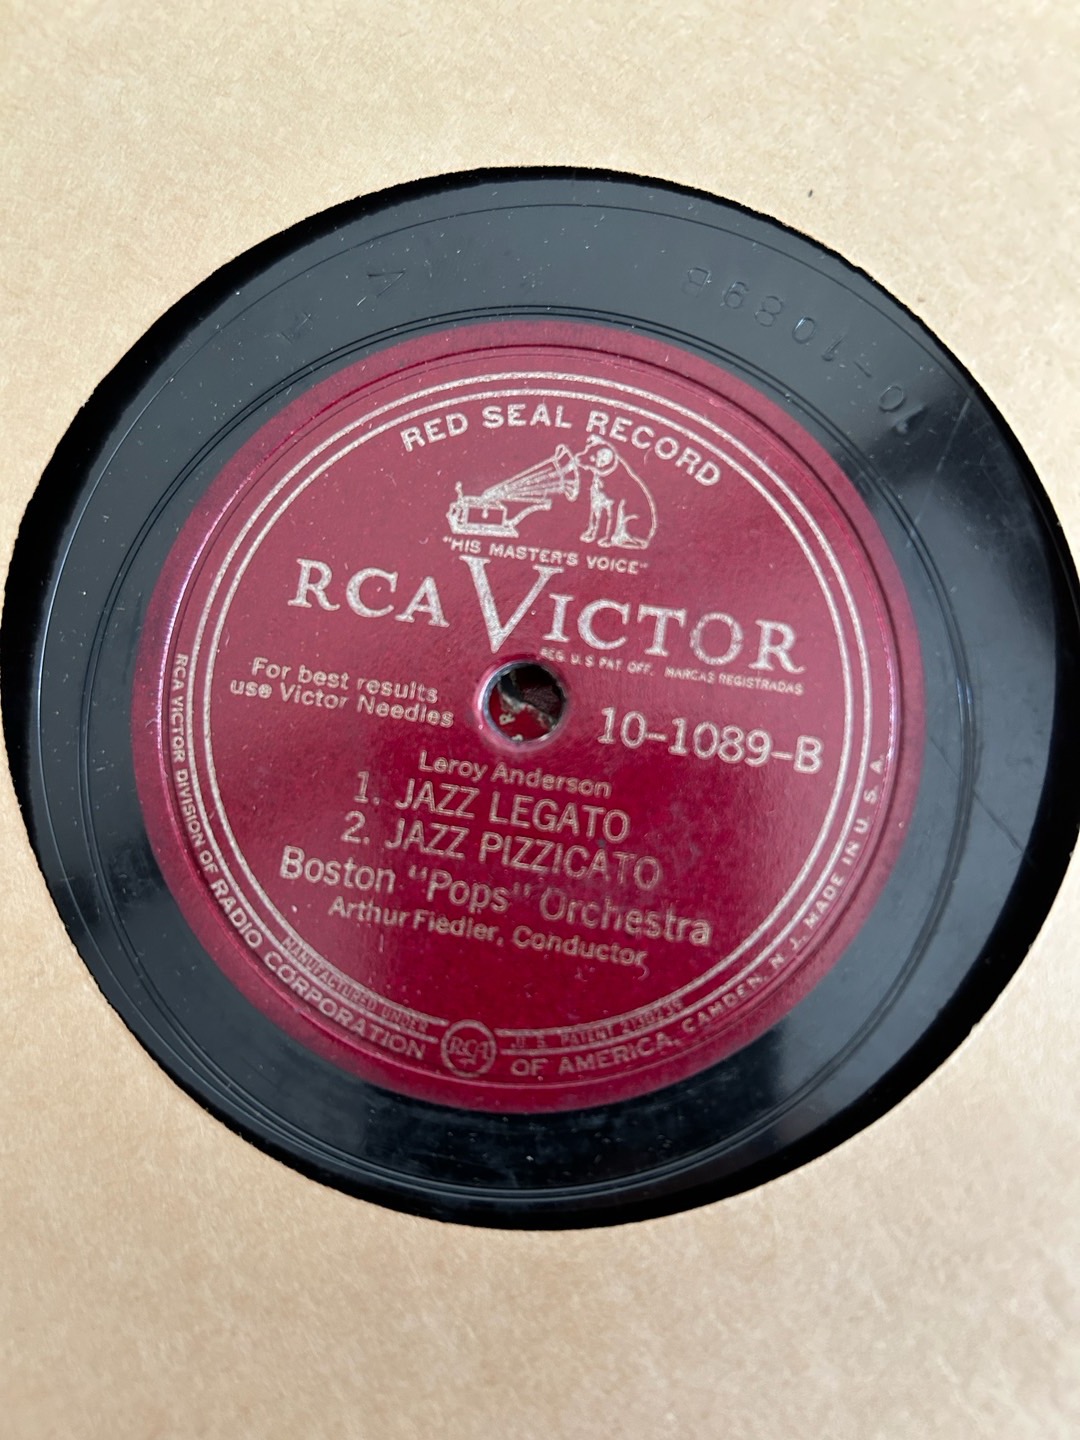 10-1089B
A
RED SEAL RECORD
"HIS MASTER'S VOICE"
RCA VICTOR
REG. U.S PAT OFF. MARCAS REGISTRADAS
For best results
use Victor Needles
10-1089-B
Leroy Anderson
1. JAZZ LEGATO
2. JAZZ PIZZICATO
Boston "Pops" Orchestra
Arthur Fiedler, Conductor
MANUFACTURED UNDER
RCA
U. S. PATENT 2130239
RCA VICTOR DIVISION OF RADIO CORPORATION OF AMERICA, CAMDEN, N. J. MADE IN U. S. A.